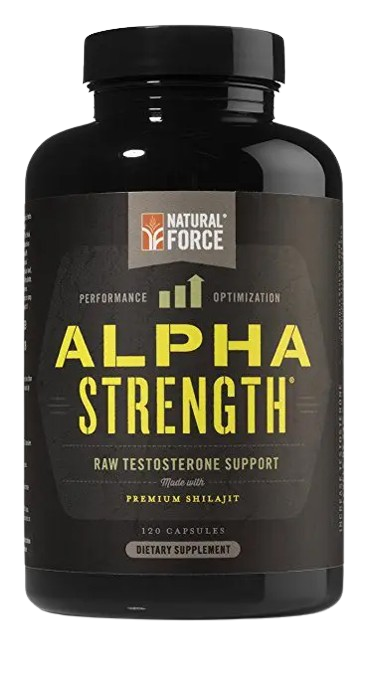 NATURAL®
FORCE
PERFORMANCE OPTIMIZATION
ALPHA
STRENGTH®
RAW TESTOSTERONE SUPPORT
Made with
PREMIUM SHILAJIT
120 CAPSULES
DIETARY SUPPLEMENT